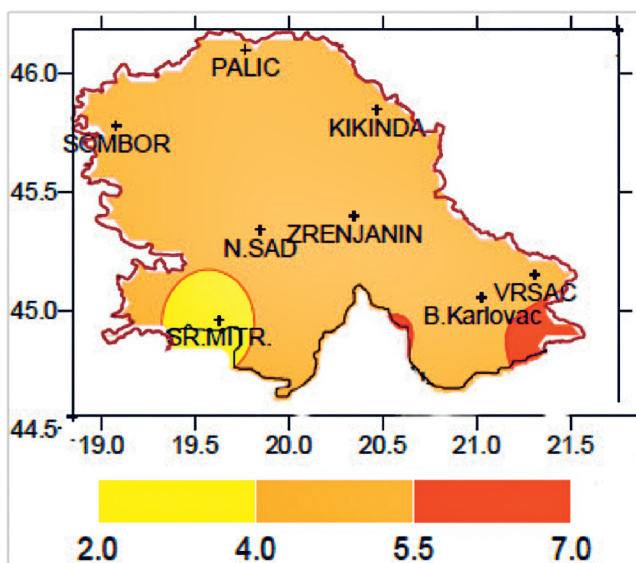 46.0
PALIC
KIKINDA
SOMBOR
45.5
ZRENJANIN
N.SAD
VRSAC
45.0
B.Karlovac
SR.MITR.
44.5
19.0 19.5 20.0 20.5 21.0 21.5
2.0 4.0 5.5 7.0